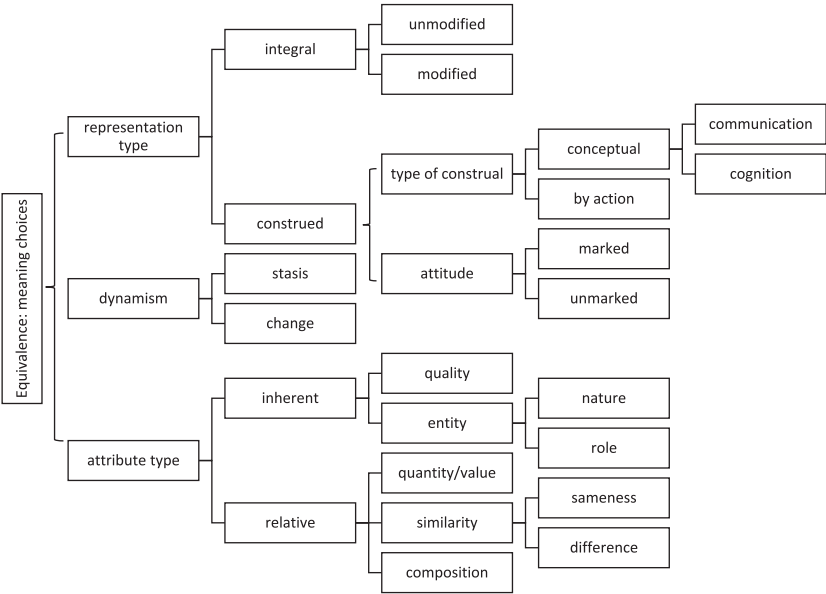 Equivalence: meaning choices
representation
type
integral
unmodified
modified
construed
type of construal
conceptual
communication
cognition
by action
attitude
marked
unmarked
dynamism
stasis
change
attribute type
inherent
quality
entity
nature
role
relative
quantity/value
similarity
sameness
difference
composition